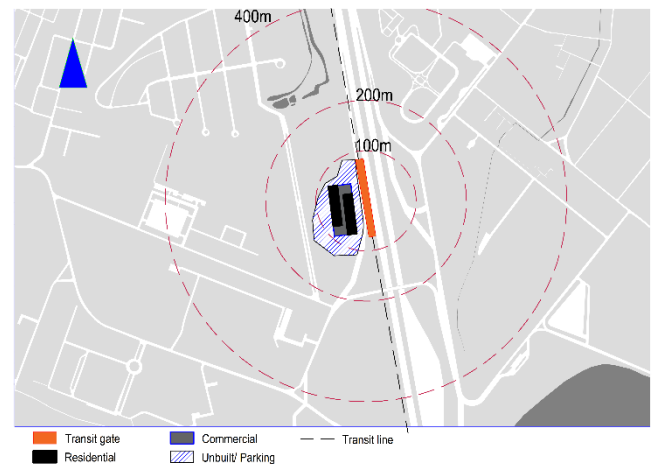 400m
200m
100m
Transit gate
Commercial
Transit line
Residential
Unbuilt/ Parking